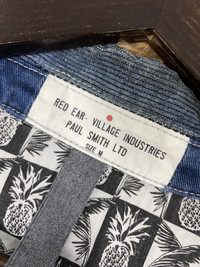 RED EAR- VILLAGE INDUSTRIES
PAUL SMITH LTD
SIZE M